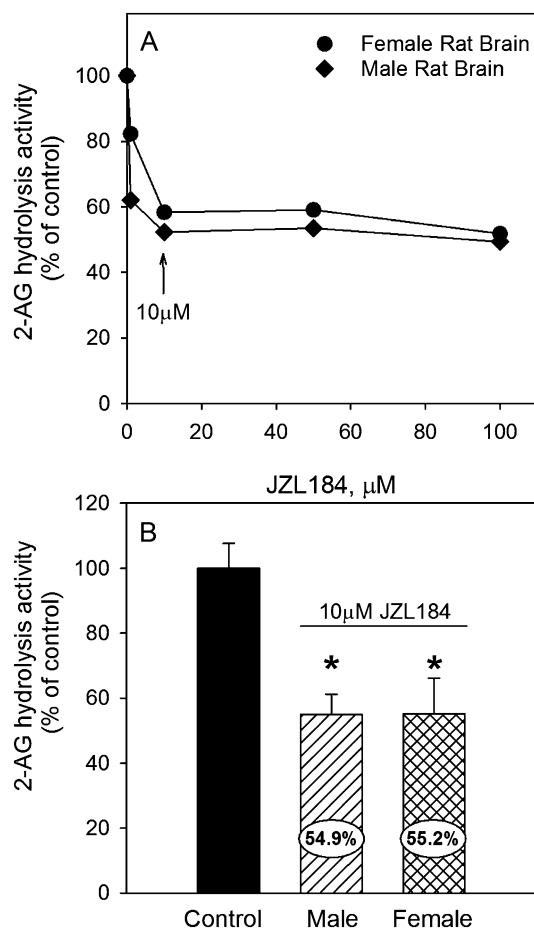 A
Female Rat Brain
Male Rat Brain
2-AG hydrolysis activity
(% of control)
100
80
60
40
20
0
10μM
0 20 40 60 80 100
JZL184, μM
B
2-AG hydrolysis activity
(% of control)
120
100
80
60
40
20
0
10μM JZL184
* *
54.9% 55.2%
Control Male Female